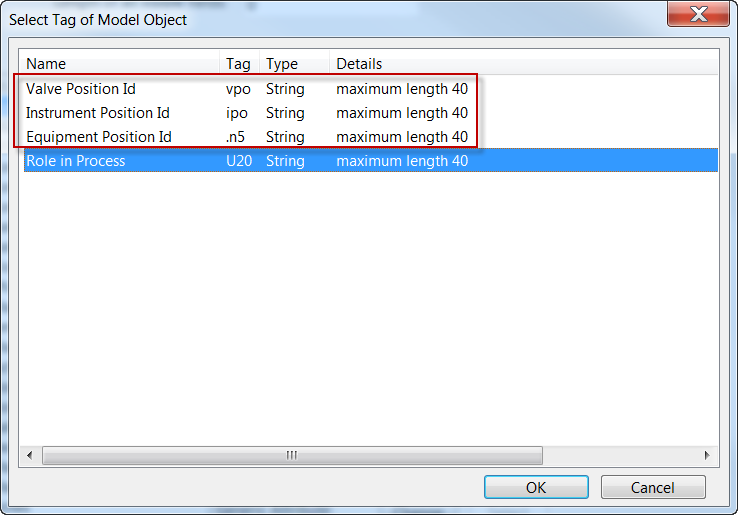 Select Tag of Model Object
Name Tag Type Details
Valve Position Id vpo String maximum length 40
Instrument Position Id ipo String maximum length 40
Equipment Position Id .n5 String maximum length 40
Role in Process U20 String maximum length 40
OK Cancel